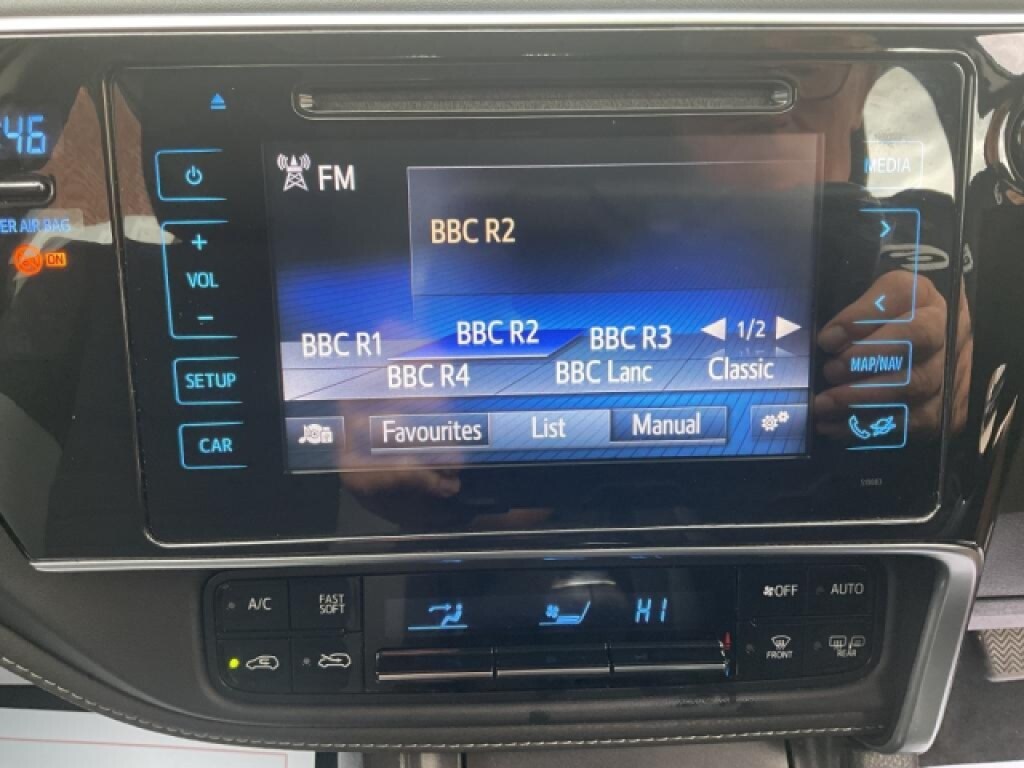 46
MEDIA
FM
ER AIR BAG
ON
+
VOL
-
BBC R2
BBC R1
BBC R2
BBC R3
1/2
BBC R4
BBC Lanc
Classic
SETUP
MAP/NAV
CAR
Favourites
List
Manual
A/C
FAST
SOFT
HI
OFF
AUTO
FRONT
REAR